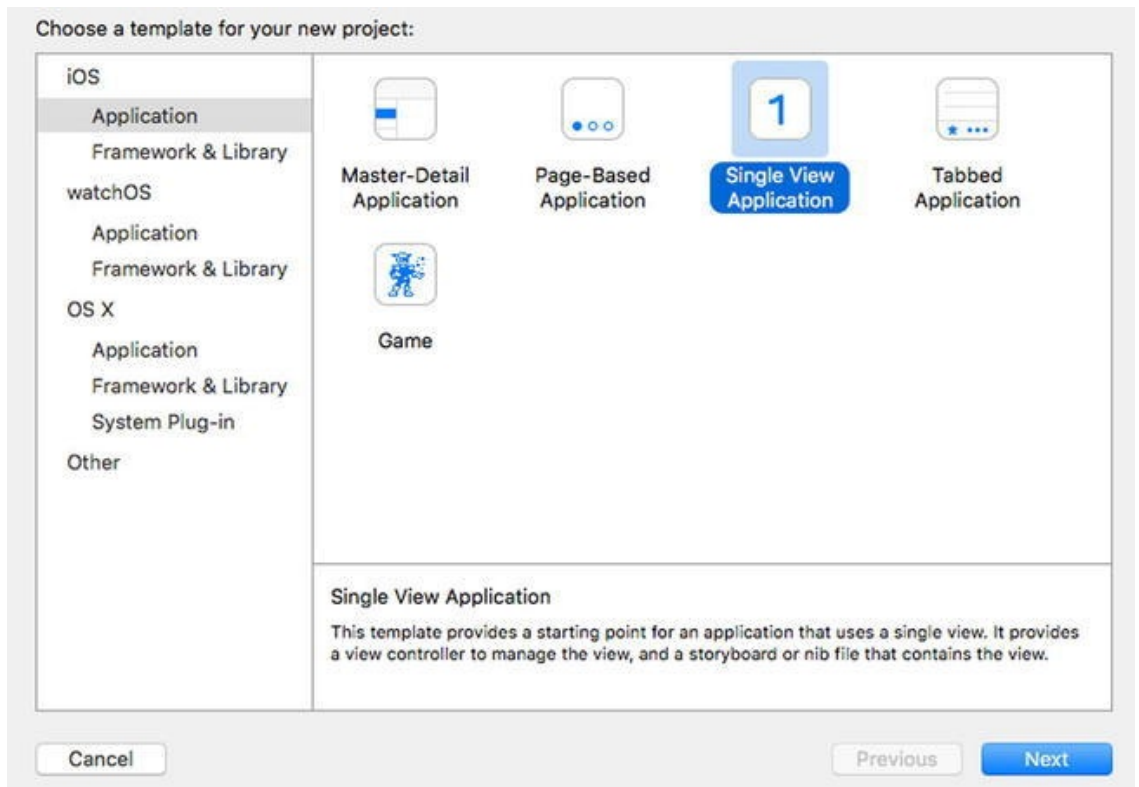 Choose a template for your new project:
iOS
Application
Framework & Library
watchOS
Application
Framework & Library
OS X
Application
Framework & Library
System Plug-in
Other
Master-Detail
Application
Page-Based
Application
1
Single View
Application
Tabbed
Application
Game
Single View Application
This template provides a starting point for an application that uses a single view. It provides
a view controller to manage the view, and a storyboard or nib file that contains the view.
Cancel
Previous
Next